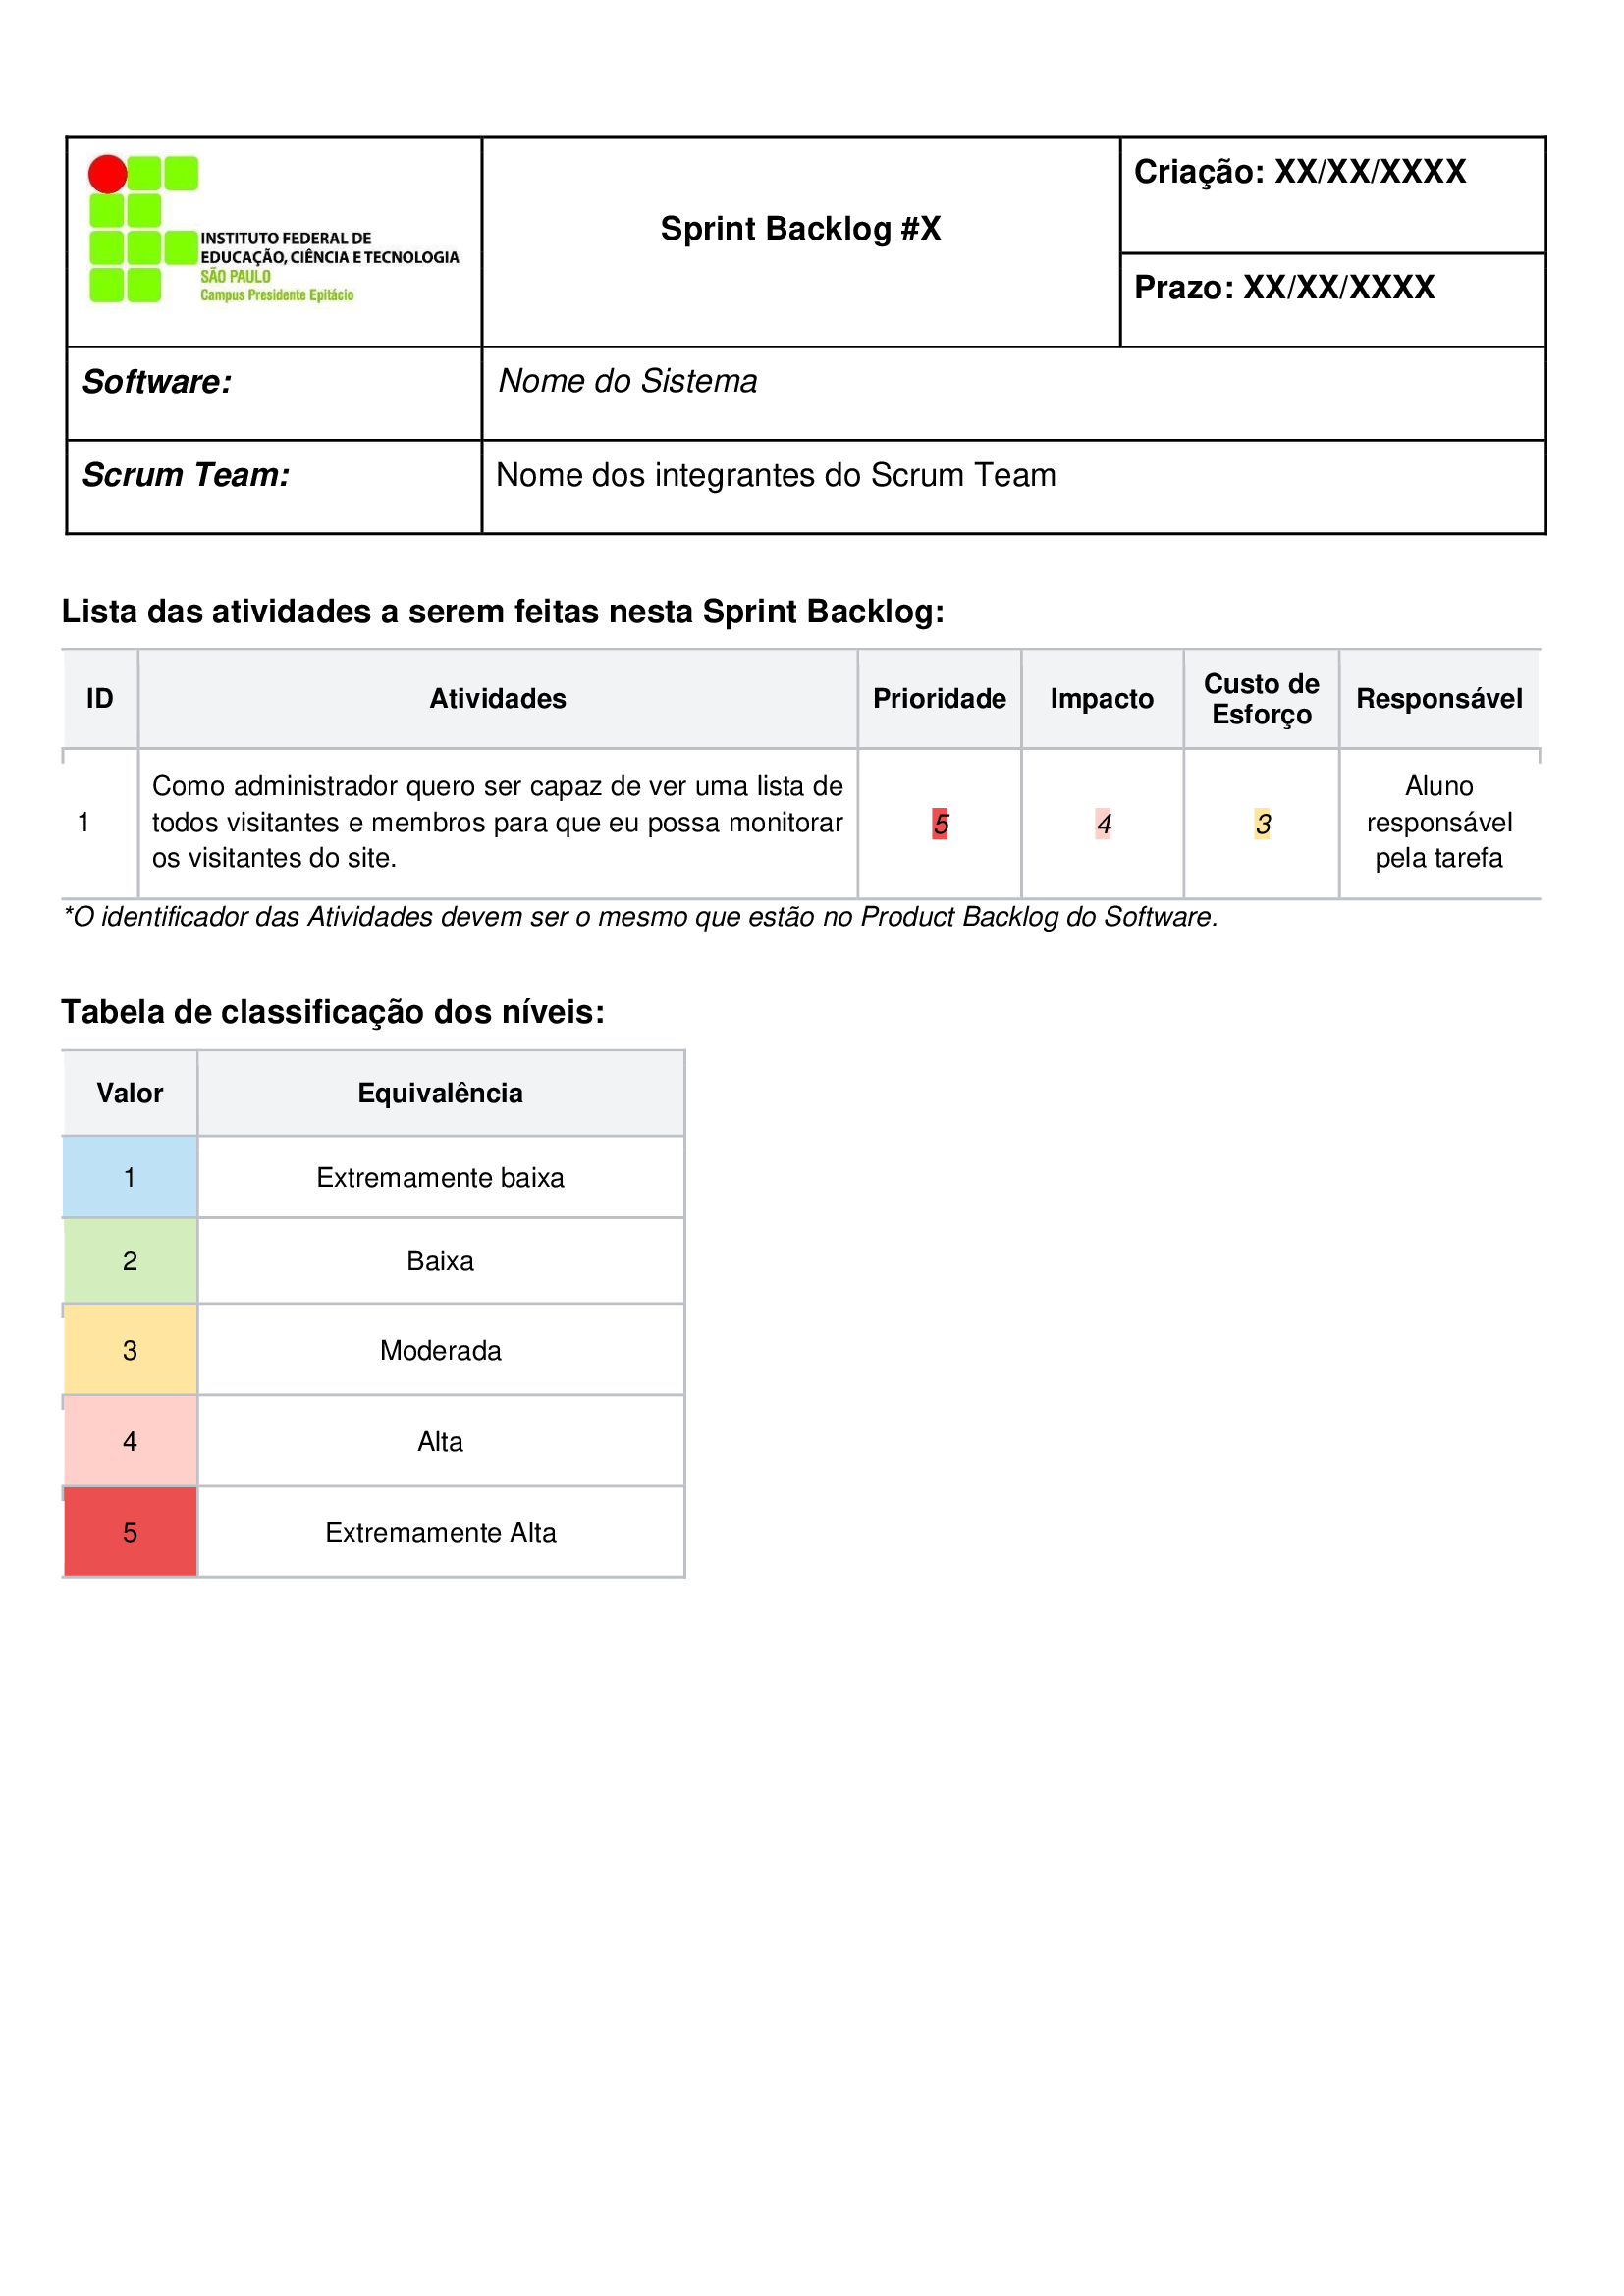 INSTITUTO FEDERAL DE
EDUCAÇÃO, CIÊNCIA E TECNOLOGIA
SÃO PAULO
Campus Presidente Epitácio
Sprint Backlog #X
Criação: XX/XX/XXXX
Prazo: XX/XX/XXXX
Software:
Nome do Sistema
Scrum Team:
Nome dos integrantes do Scrum Team
Lista das atividades a serem feitas nesta Sprint Backlog:
ID
Atividades
Prioridade
Impacto
Custo de
Esforço
Responsável
1
Como administrador quero ser capaz de ver uma lista de
todos visitantes e membros para que eu possa monitorar
os visitantes do site.
5
4
3
Aluno
responsável
pela tarefa
*O identificador das Atividades devem ser o mesmo que estão no Product Backlog do Software.
Tabela de classificação dos níveis:
Valor
Equivalência
1
Extremamente baixa
2
Baixa
3
Moderada
4
Alta
5
Extremamente Alta